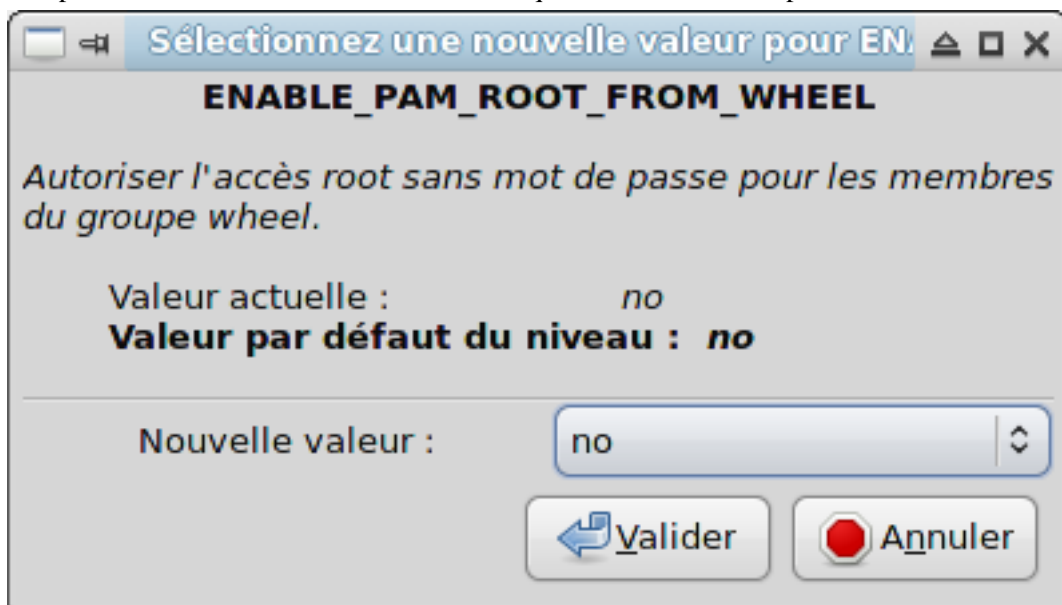 Sélectionnez une nouvelle valeur pour EN
ENABLE_PAM_ROOT_FROM_WHEEL
Autoriser l'accès root sans mot de passe pour les membres
du groupe wheel.
Valeur actuelle : no
Valeur par défaut du niveau : no
Nouvelle valeur : no
Valider Annuler